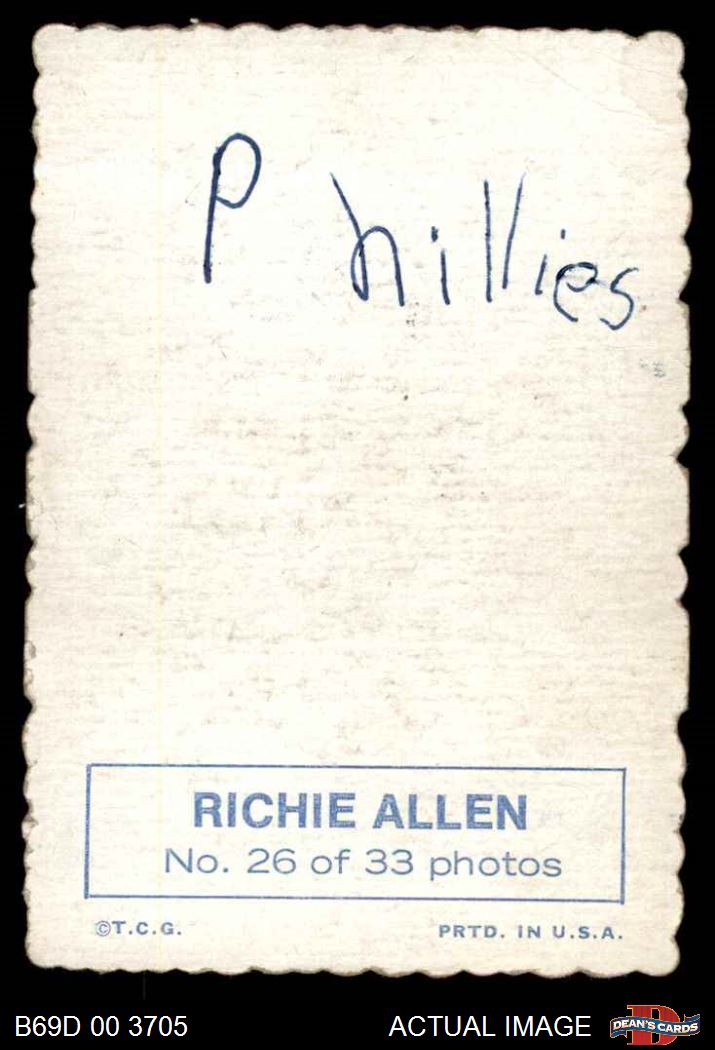 Phillies
RICHIE ALLEN
No. 26 of 33 photos
©T.C.G. PRTD. IN U.S.A.
B69D 00 3705 ACTUAL IMAGE DEAN'S CARDS